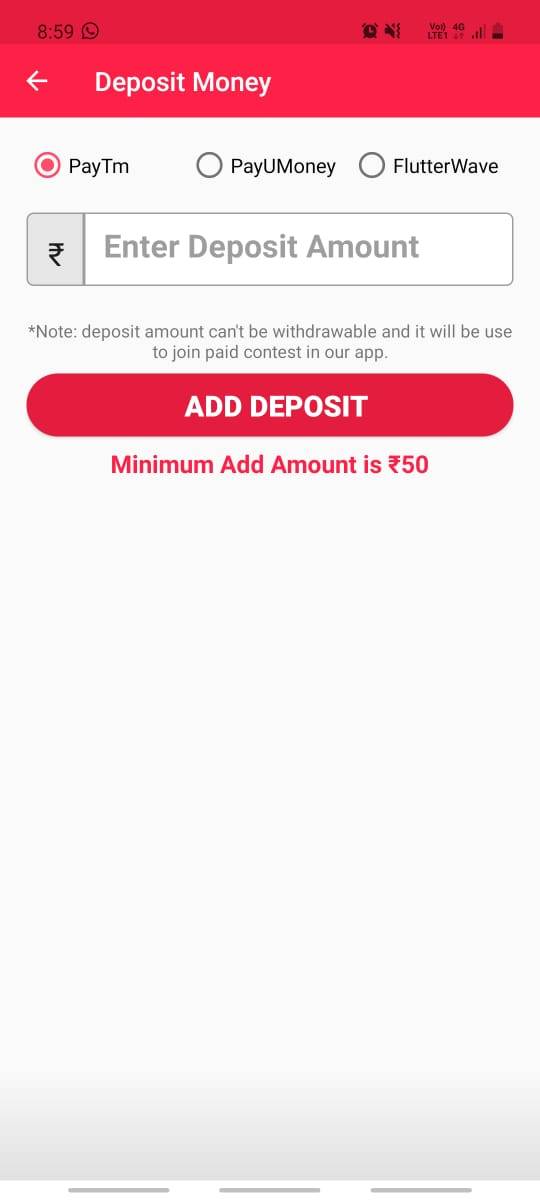 8:59
Vo) 4G
LTE1
Deposit Money
PayTm PayUMoney FlutterWave
₹ Enter Deposit Amount
*Note: deposit amount can't be withdrawable and it will be use
to join paid contest in our app.
ADD DEPOSIT
Minimum Add Amount is ₹50